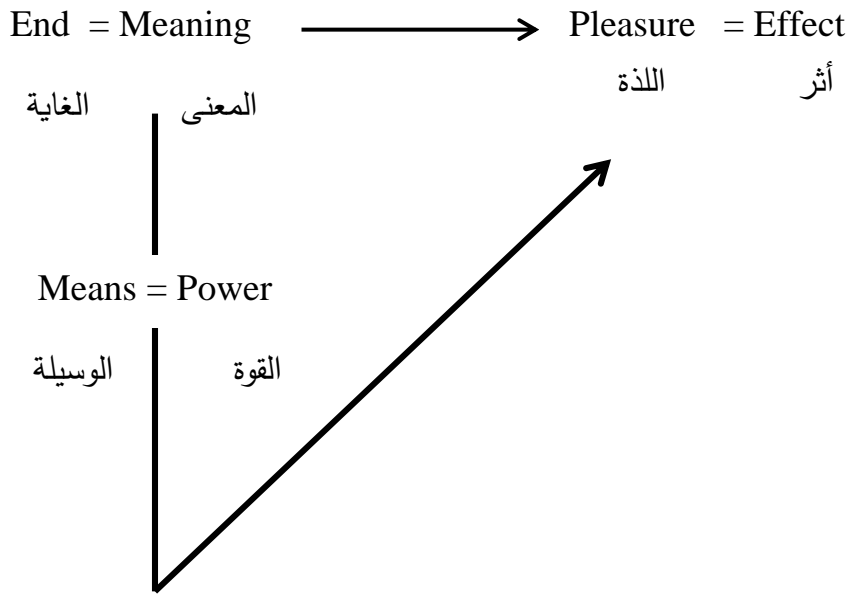 End = Meaning Pleasure = Effect
الغاية المعنى اللذة أثر
Means = Power
الوسيلة القوة